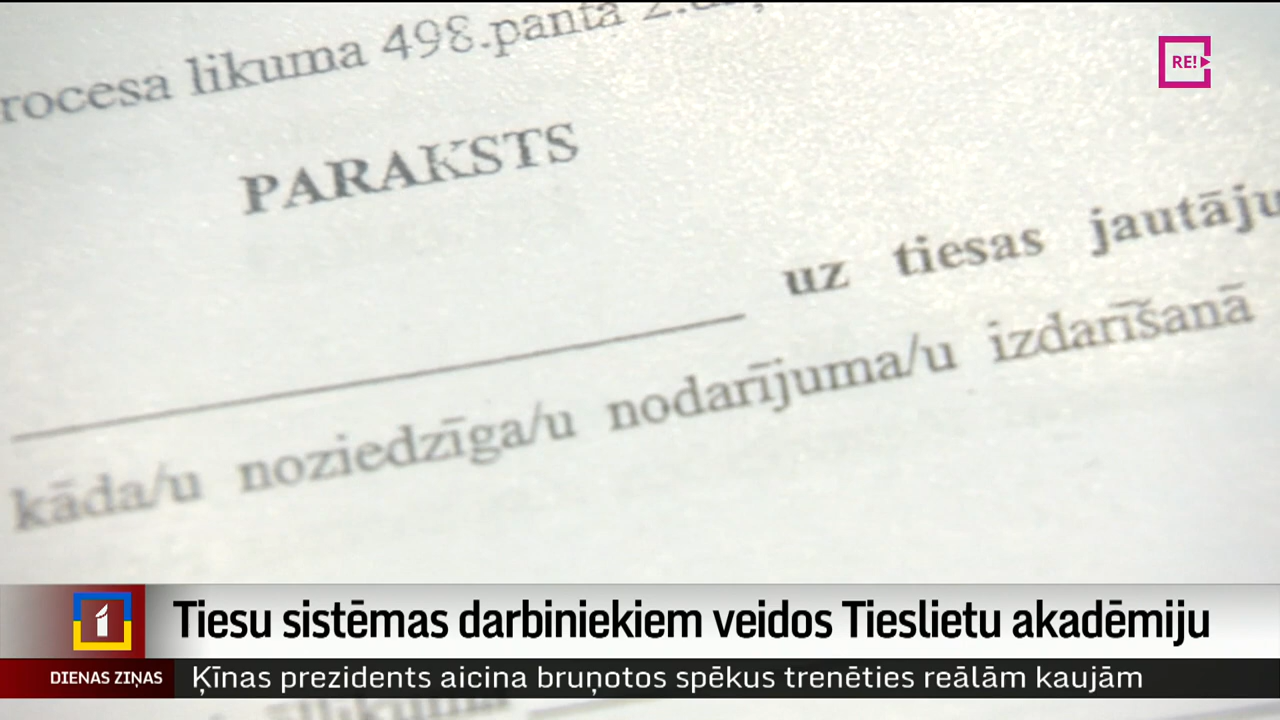 rocesa likuma 498.panta 2.
RE!
PARAKSTS
uz tiesas jautāju
kāda/u noziedzīga/u nodarījuma/u izdarīšanā
1 Tiesu sistēmas darbiniekiem veidos Tieslietu akadēmiju
DIENAS ZIŅAS Ķīnas prezidents aicina bruņotos spēkus trenēties reālām kaujām